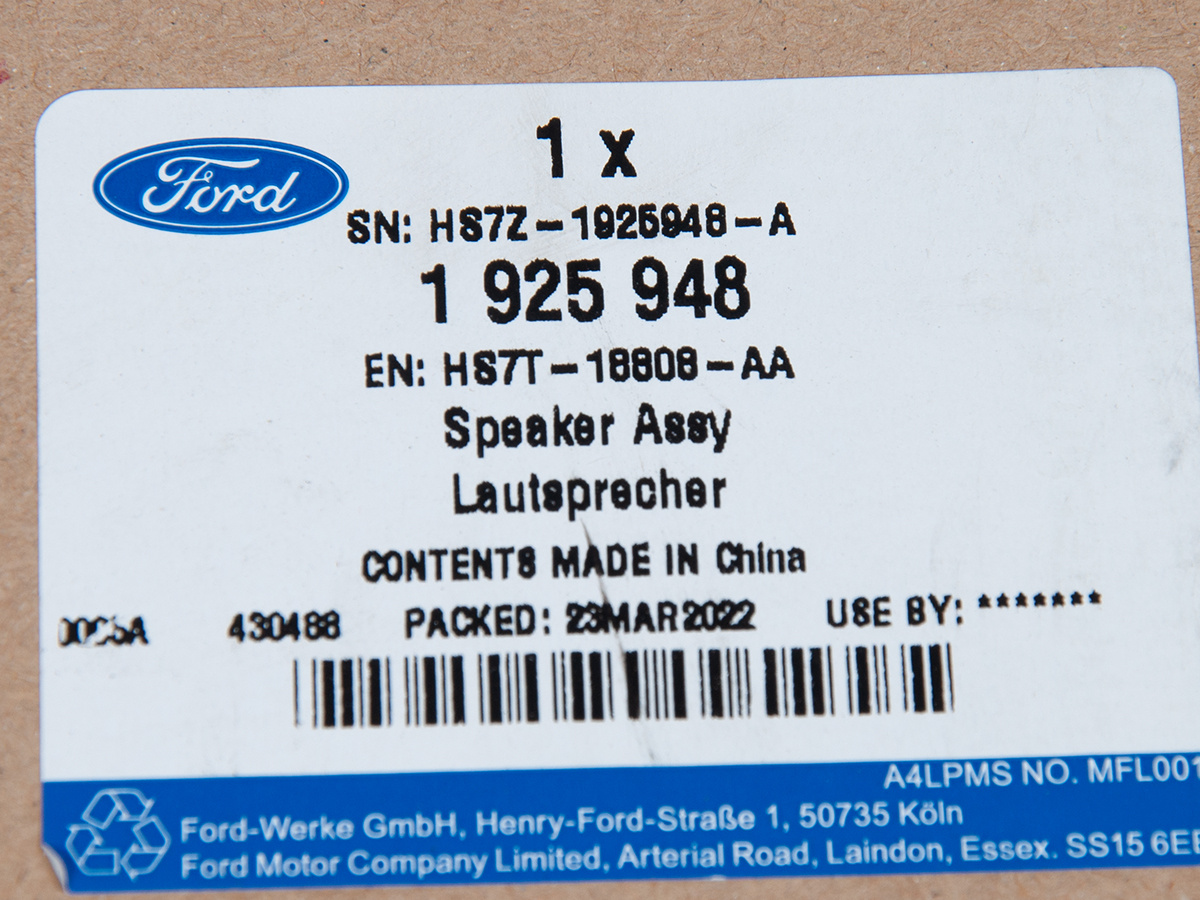 Ford
1 x
SN: HS7Z-1925948-A
1 925 948
EN: HS7T-18808-AA
Speaker Assy
Lautsprecher
CONTENTS MADE IN China
430488 PACKED: 23MAR2022 USE BY: *******
A4LPMS NO. MFL001
Ford-Werke GmbH, Henry-Ford-Straße 1, 50735 Köln
Ford Motor Company Limited, Arterial Road, Laindon, Essex. SS15 6EE